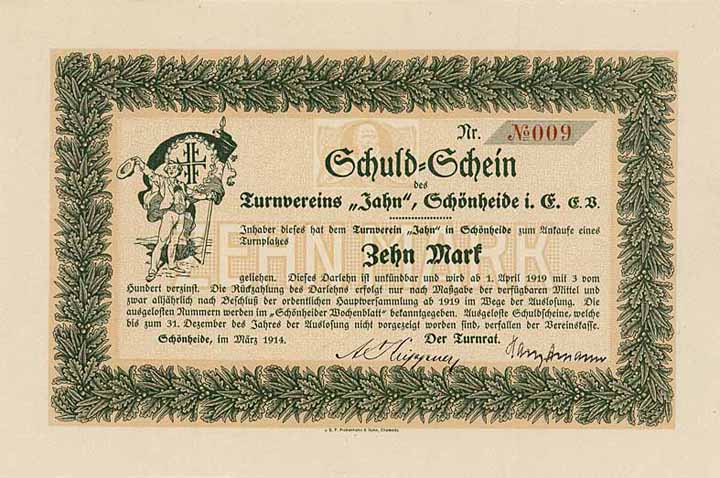 Nr. № 009
Schuld=Schein
des
Turnvereins „Jahn“, Schönheide i. E. E. V.
Inhaber dieses hat dem Turnverein „Jahn“ in Schönheide zum Ankaufe eines
Turnplatzes
Zehn Mark
geliehen. Dieses Darlehn ist unkündbar und wird ab 1. April 1919 mit 3 vom
Hundert verzinst. Die Rückzahlung des Darlehns erfolgt nur nach Maßgabe der verfügbaren Mittel und
zwar alljährlich nach Beschluß der ordentlichen Hauptversammlung ab 1919 im Wege der Auslosung. Die
ausgelosten Nummern werden im „Schönheider Wochenblatt“ bekanntgegeben. Ausgeloste Schuldscheine, welche
bis zum 31. Dezember des Jahres der Auslosung nicht vorgezeigt worden sind, verfallen der Vereinskasse.
Schönheide, im März 1914.
Der Turnrat.
ZEHN MARK